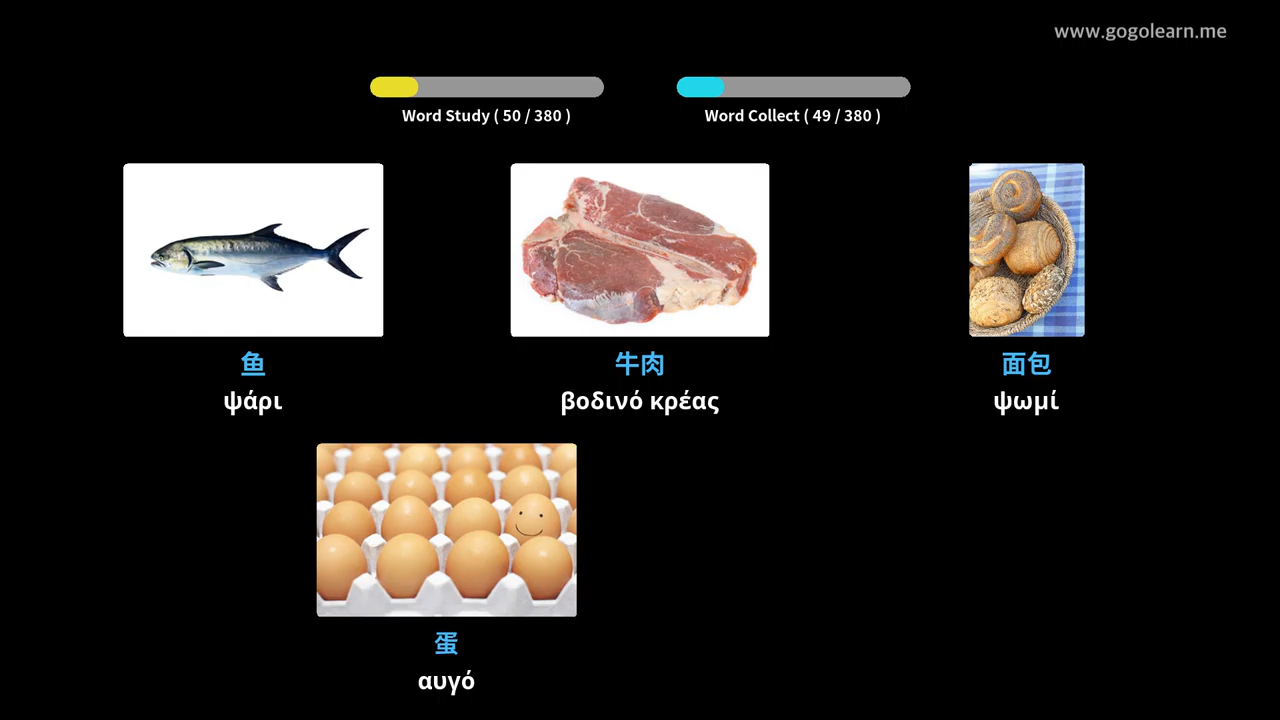 www.gogolearn.me
Word Study ( 50 / 380 )
Word Collect ( 49 / 380 )
鱼
ψάρι
牛肉
βοδινό κρέας
面包
ψωμί
蛋
αυγό